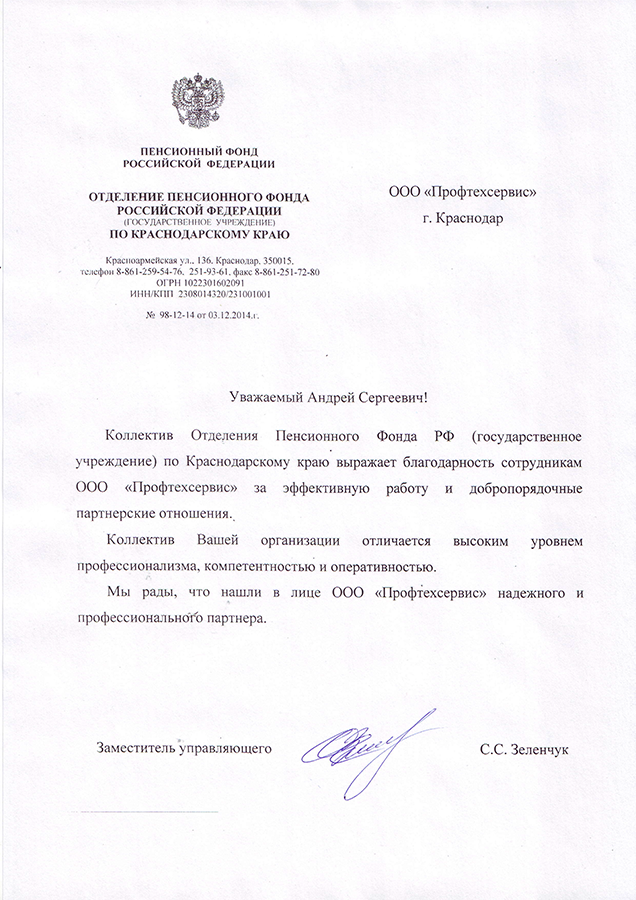 ПЕНСИОННЫЙ ФОНД
РОССИЙСКОЙ ФЕДЕРАЦИИ
ОТДЕЛЕНИЕ ПЕНСИОННОГО ФОНДА
РОССИЙСКОЙ ФЕДЕРАЦИИ
(ГОСУДАРСТВЕННОЕ УЧРЕЖДЕНИЕ)
ПО КРАСНОДАРСКОМУ КРАЮ
Красноармейская ул., 136, Краснодар, 350015,
телефон 8-861-259-54-76, 251-93-61, факс 8-861-251-72-80
ОГРН 1022301602091
ИНН/КПП 2308014320/231001001
№ 98-12-14 от 03.12.2014.г.
ООО «Профтехсервис»
г. Краснодар
Уважаемый Андрей Сергеевич!
Коллектив Отделения Пенсионного Фонда РФ (государственное
учреждение) по Краснодарскому краю выражает благодарность сотрудникам
ООО «Профтехсервис» за эффективную работу и добропорядочные
партнерские отношения.
Коллектив Вашей организации отличается высоким уровнем
профессионализма, компетентностью и оперативностью.
Мы рады, что нашли в лице ООО «Профтехсервис» надежного и
профессионального партнера.
Заместитель управляющего
С.С. Зеленчук